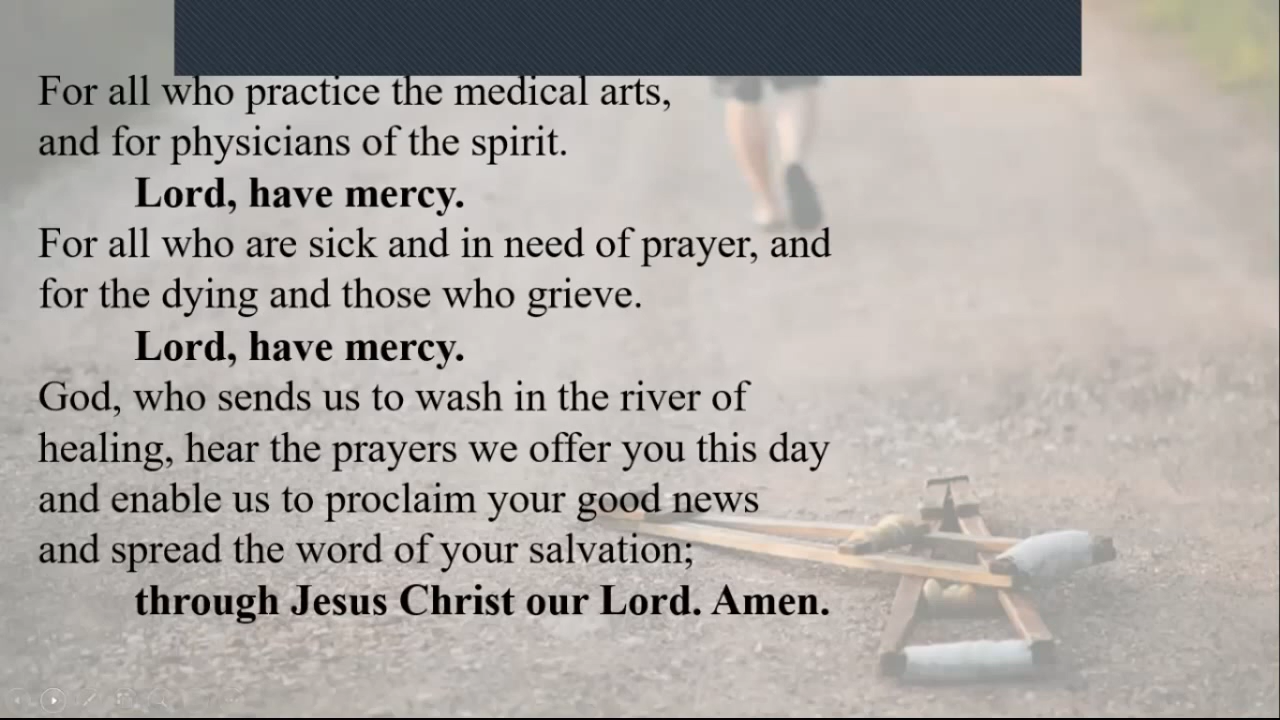 For all who practice the medical arts,
and for physicians of the spirit.
Lord, have mercy.
For all who are sick and in need of prayer, and
for the dying and those who grieve.
Lord, have mercy.
God, who sends us to wash in the river of
healing, hear the prayers we offer you this day
and enable us to proclaim your good news
and spread the word of your salvation;
through Jesus Christ our Lord. Amen.